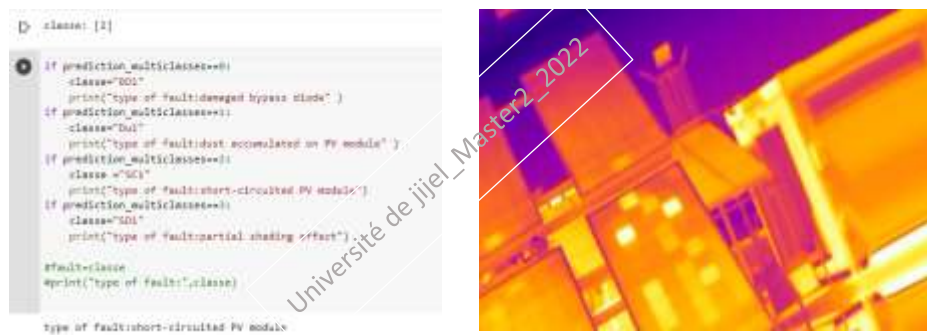 classe: [2]
if prediction_multiclasses==0:
classe="DD1"
print("type of fault:damaged bypass diode" )
if prediction_multiclasses==1:
classe="Du1"
print("type of fault:dust accumulated on PV module" )
if prediction_multiclasses==2:
classe ="SC1"
print("type of fault:short-circuited PV module")
if prediction_multiclasses==3:
classe="SD1"
print("type of fault:partial shading effect")
#fault=classe
#print("type of fault:",classe)
type of fault:short-circuited PV module
Université de jijel_Master2_2022